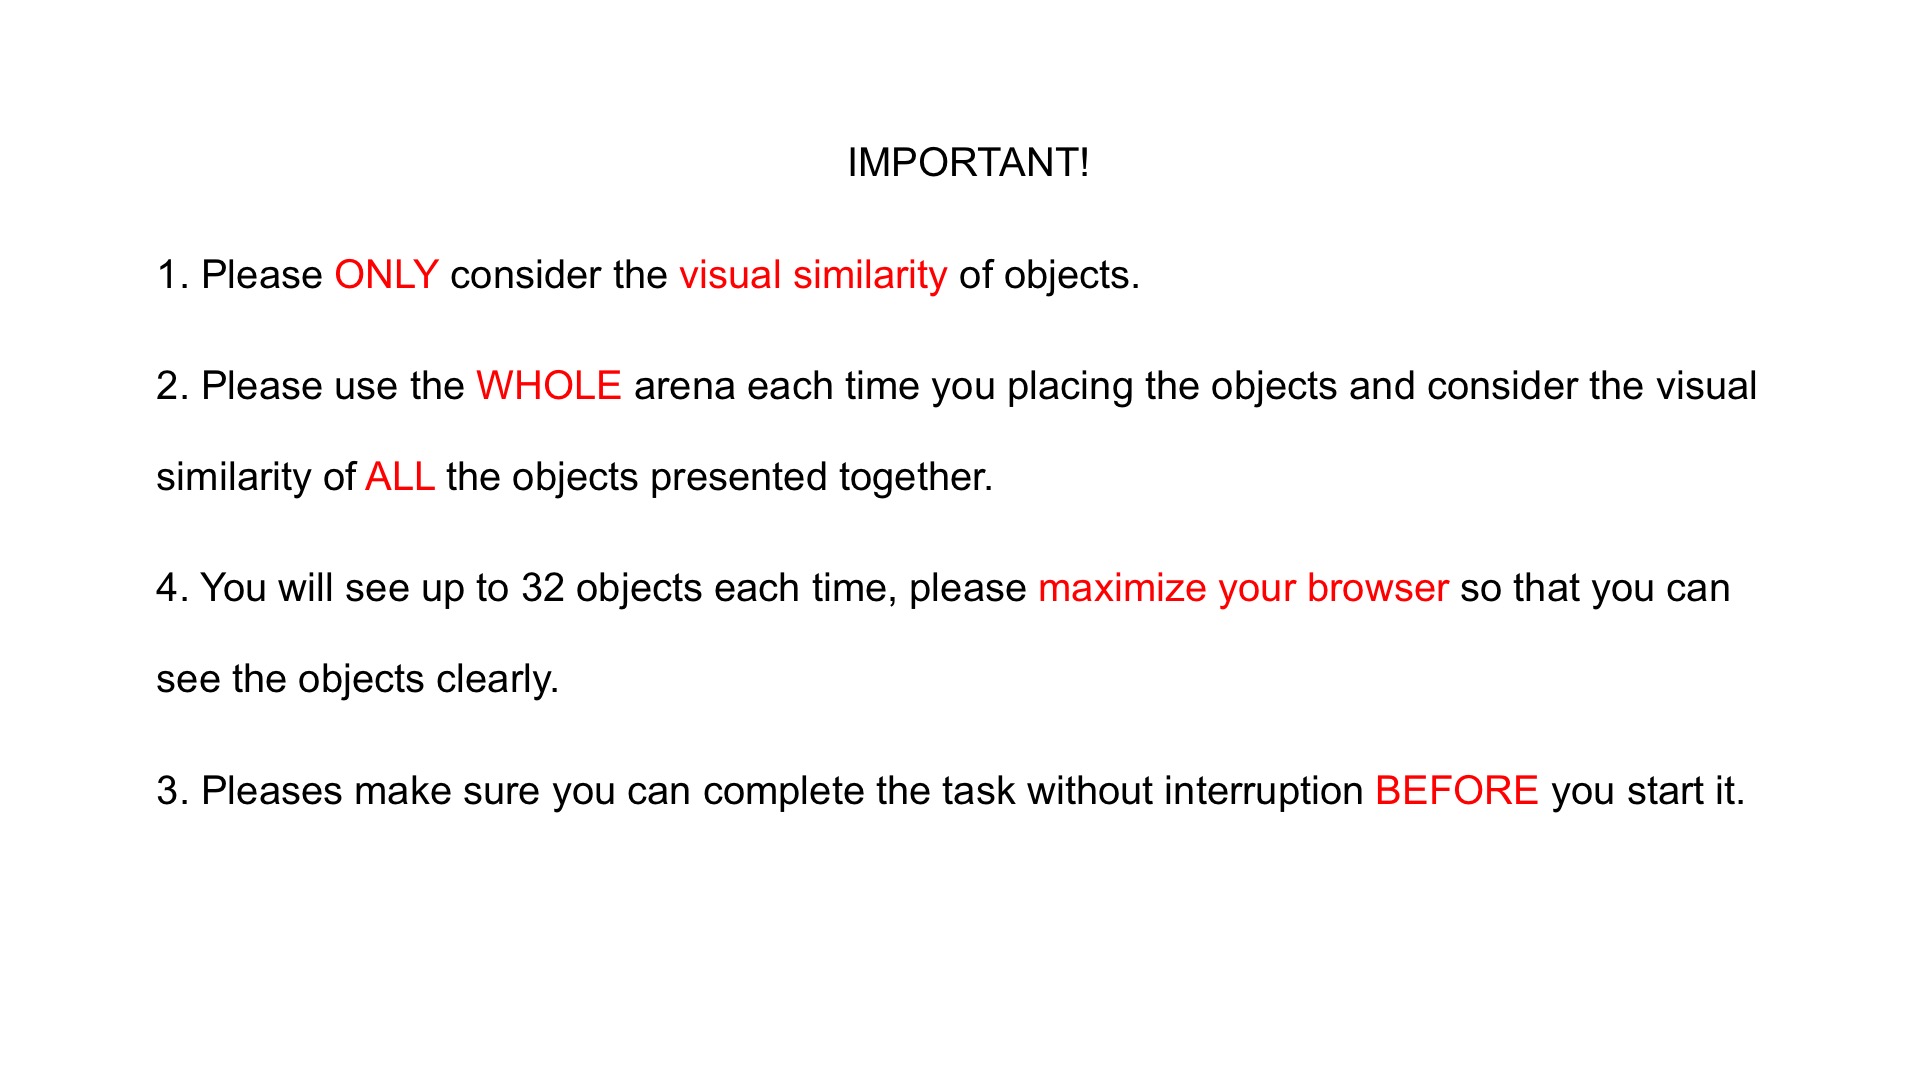 IMPORTANT!
1. Please ONLY consider the visual similarity of objects.
2. Please use the WHOLE arena each time you placing the objects and consider the visual
similarity of ALL the objects presented together.
4. You will see up to 32 objects each time, please maximize your browser so that you can
see the objects clearly.
3. Pleases make sure you can complete the task without interruption BEFORE you start it.